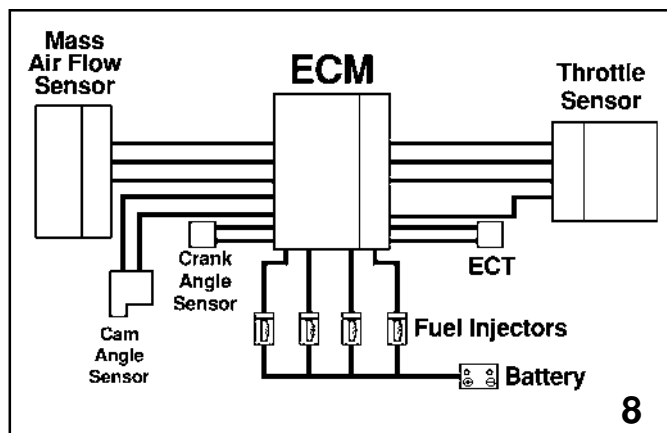 Mass
Air Flow
Sensor
ECM
Throttle
Sensor
Crank
Angle
Sensor
ECT
Cam
Angle
Sensor
Fuel Injectors
Battery
8